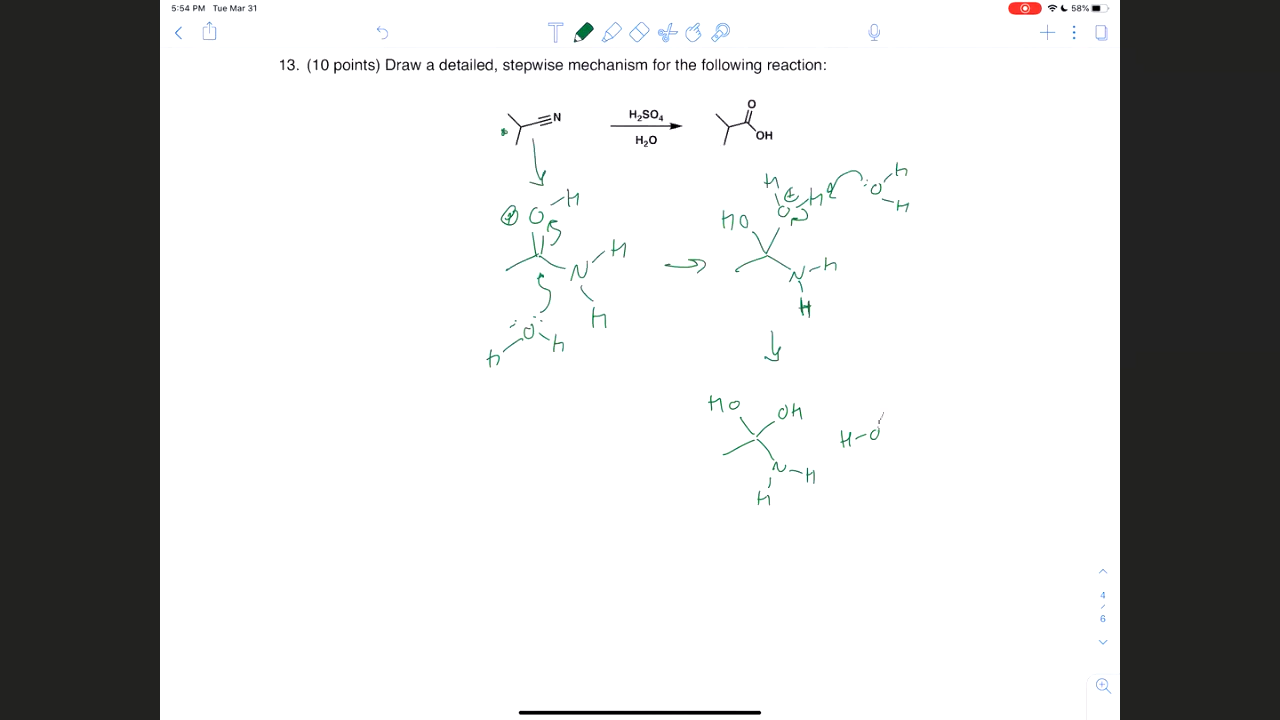 5:54 PM Tue Mar 31
58%
T
13. (10 points) Draw a detailed, stepwise mechanism for the following reaction:
N
H₂SO₄
H₂O
O
OH
⊕ O H
N H
H
O
H H
H
⊕
HO O H
O H
H
N H
H
HO OH
N H
H
H O
4
/
6